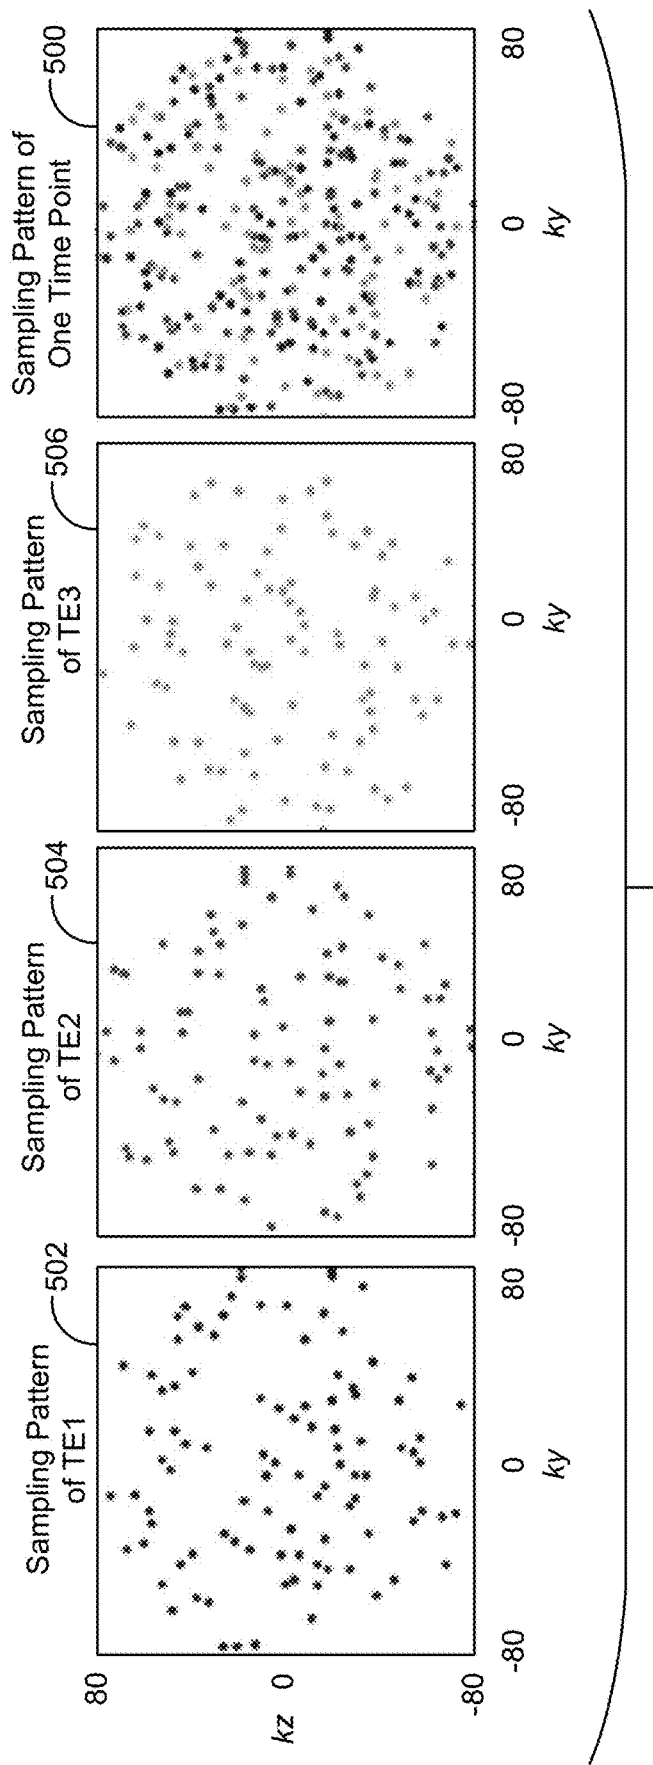 Sampling Pattern
of TE1
502
Sampling Pattern
of TE2
504
Sampling Pattern
of TE3
506
Sampling Pattern of
One Time Point
500
80
kz 0
-80
-80 0 80
ky
-80 0 80
ky
-80 0 80
ky
-80 0 80
ky